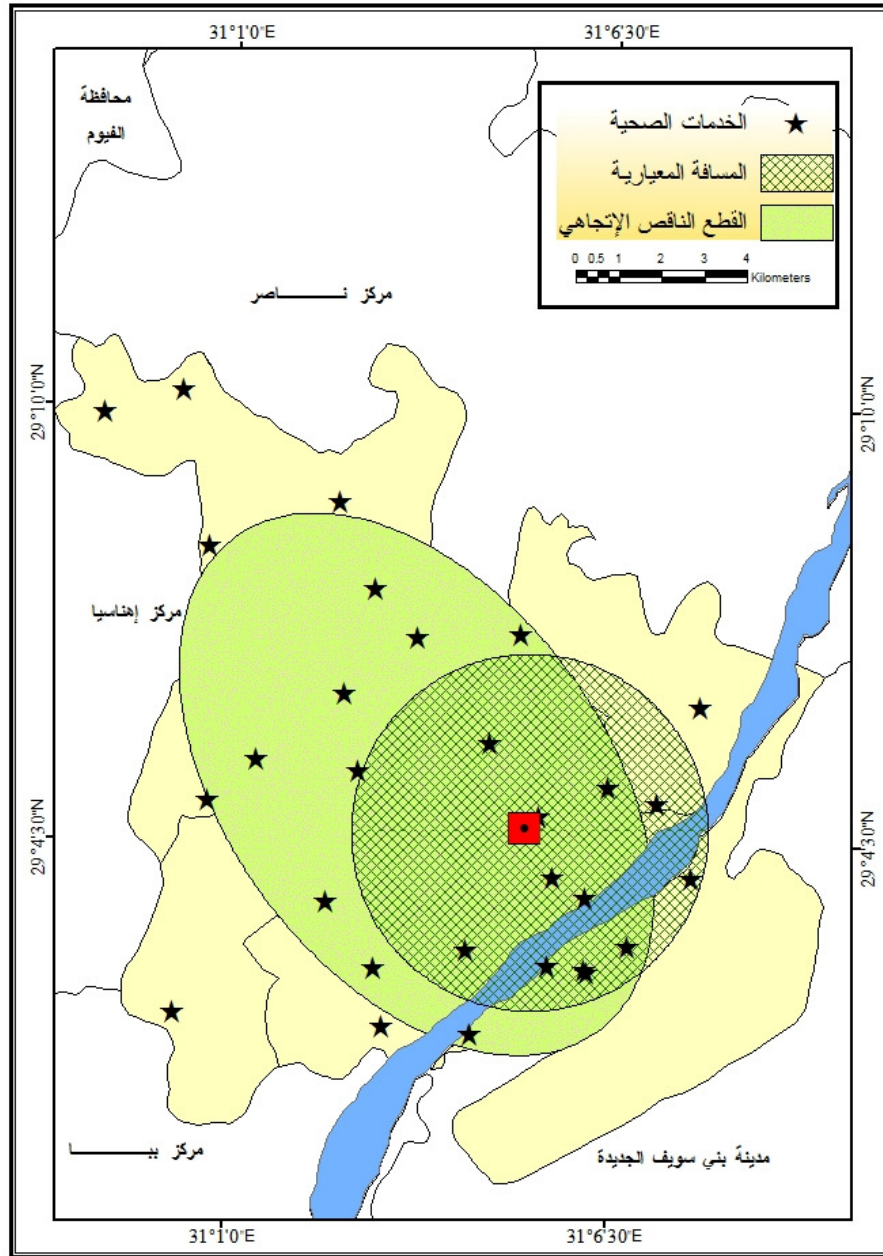 31°1'0"E
31°6'30"E
محافظة
الفيوم
الخدمات الصحية
المسافة المعيارية
القطع الناقص الإتجاهي
0 0.5 1 2 3 4
Kilometers
مركز نـــــــاصر
29°10'0"N
29°10'0"N
مركز إهناسيا
29°4'30"N
29°4'30"N
مركز ببـــــــا
مدينة بني سويف الجديدة
31°1'0"E
31°6'30"E